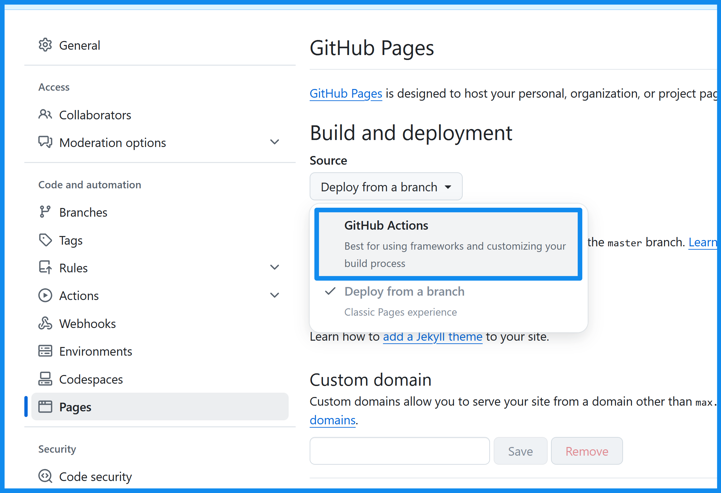 General
Access
Collaborators
Moderation options
Code and automation
Branches
Tags
Rules
Actions
Webhooks
Environments
Codespaces
Pages
Security
Code security
GitHub Pages
GitHub Pages is designed to host your personal, organization, or project
Build and deployment
Source
Deploy from a branch
GitHub Actions
Best for using frameworks and customizing your
build process
the master branch. Learn
Deploy from a branch
Classic Pages experience
Learn how to add a Jekyll theme to your site.
Custom domain
Custom domains allow you to serve your site from a domain other than max.
domains.
Save
Remove